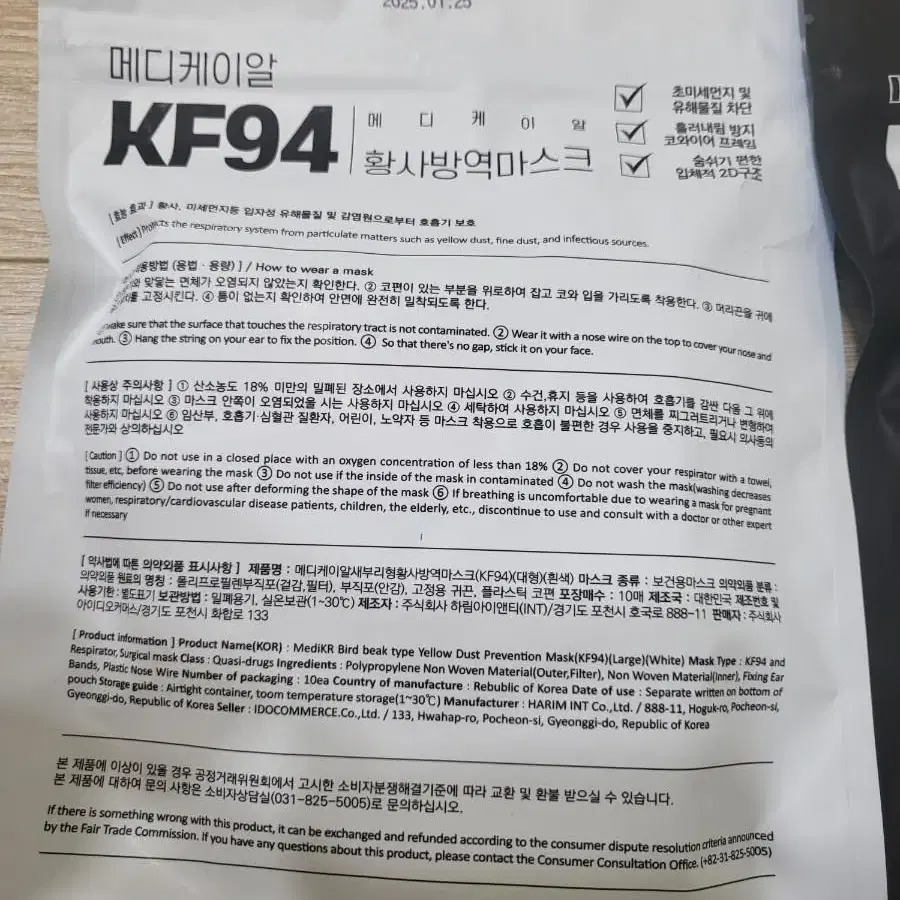 2025.01.25
메디케이알
KF94
메 디 케 이 알
황사방역마스크
초미세먼지 및
유해물질 차단
흘러내림 방지
코와이어 프레임
숨쉬기 편한
입체적 2D구조
[ 효능 효과 ] 황사, 미세먼지등 입자성 유해물질 및 감염원으로부터 호흡기 보호
[ Effect ] Protects the respiratory system from particulate matters such as yellow dust, fine dust, and infectious sources.
용방법 (용법 · 용량) ] / How to wear a mask
와 맞닿는 면체가 오염되지 않았는지 확인한다. ② 코편이 있는 부분을 위로하여 잡고 코와 입을 가리도록 착용한다. ③ 머리끈을 귀에
를 고정시킨다. ④ 틈이 없는지 확인하여 안면에 완전히 밀착되도록 한다.
make sure that the surface that touches the respiratory tract is not contaminated. ② Wear it with a nose wire on the top to cover your nose and
mouth. ③ Hang the string on your ear to fix the position. ④ So that there's no gap, stick it on your face.
[ 사용상 주의사항 ] ① 산소농도 18% 미만의 밀폐된 장소에서 사용하지 마십시오 ② 수건,휴지 등을 사용하여 호흡기를 감싼 다음 그 위에
착용하지 마십시오 ③ 마스크 안쪽이 오염되었을 시는 사용하지 마십시오 ④ 세탁하여 사용하지 마십시오 ⑤ 면체를 찌그러트리거나 변형하여
사용하지 마십시오 ⑥ 임산부, 호흡기·심혈관 질환자, 어린이, 노약자 등 마스크 착용으로 호흡이 불편한 경우 사용을 중지하고, 필요시 의사등의
전문가와 상의하십시오
[ Caution ] ① Do not use in a closed place with an oxygen concentration of less than 18% ② Do not cover your respirator with a towel,
tissue, etc, before wearing the mask ③ Do not use if the inside of the mask in contaminated ④ Do not wash the mask(washing decreases
filter efficiency) ⑤ Do not use after deforming the shape of the mask ⑥ If breathing is uncomfortable due to wearing a mask for pregnant
women, respiratory/cardiovascular disease patients, children, the elderly, etc., discontinue to use and consult with a doctor or other expert
if necessary
[ 약사법에 따른 의약외품 표시사항 ] 제품명 : 메디케이알새부리형황사방역마스크(KF94)(대형)(흰색) 마스크 종류 : 보건용마스크 의약외품 분류 :
의약외품 원료의 명칭 : 폴리프로필렌부직포(겉감,필터), 부직포(안감), 고정용 귀끈, 플라스틱 코편 포장매수 : 10매 제조국 : 대한민국 제조번호 및
사용기한 : 별도표기 보관방법 : 밀폐용기, 실온보관(1~30℃) 제조자 : 주식회사 하림아이앤티(INT)/경기도 포천시 호국로 888-11 판매자 : 주식회사
아이디오커머스/경기도 포천시 화합로 133
[ Product information ] Product Name(KOR) : MediKR Bird beak type Yellow Dust Prevention Mask(KF94)(Large)(White) Mask Type : KF94 and
Respirator, Surgical mask Class : Quasi-drugs Ingredients : Polypropylene Non Woven Material(Outer,Filter), Non Woven Material(Inner), Fixing Ear
Bands, Plastic Nose Wire Number of packaging : 10ea Country of manufacture : Rebublic of Korea Date of use : Separate written on bottom of
pouch Storage guide : Airtight container, toom temperature storage(1~30℃) Manufacturer : HARIM INT Co.,Ltd. / 888-11, Hoguk-ro, Pocheon-si,
Gyeonggi-do, Republic of Korea Seller : IDOCOMMERCE.Co.,Ltd. / 133, Hwahap-ro, Pocheon-si, Gyeonggi-do, Republic of Korea
본 제품에 이상이 있을 경우 공정거래위원회에서 고시한 소비자분쟁해결기준에 따라 교환 및 환불 받으실 수 있습니다.
본 제품에 대하여 문의 사항은 소비자상담실(031-825-5005)로 문의하십시오.
If there is something wrong with this product, it can be exchanged and refunded according to the consumer dispute resolution criteria announced
by the Fair Trade Commission. If you have any questions about this product, please contact the Consumer Consultation Office. (+82-31-825-5005)